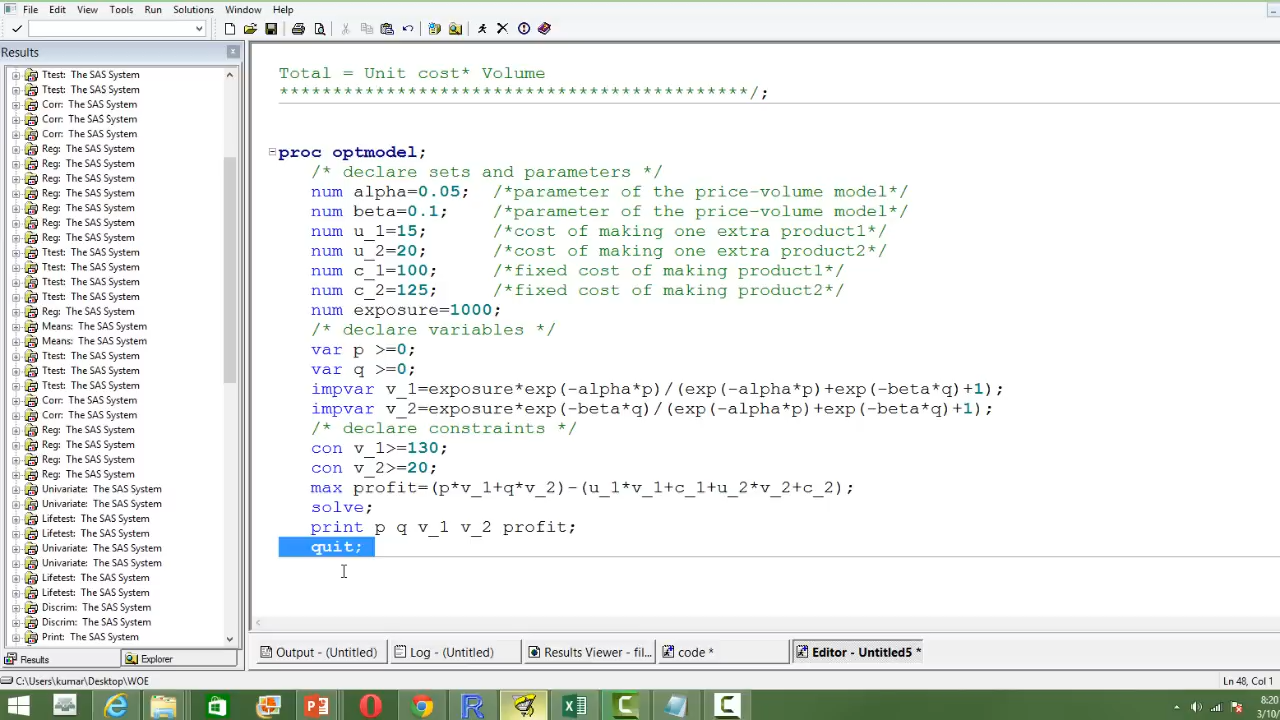 File Edit View Tools Run Solutions Window Help
Results
Ttest: The SAS System
Ttest: The SAS System
Corr: The SAS System
Corr: The SAS System
Corr: The SAS System
Reg: The SAS System
Reg: The SAS System
Reg: The SAS System
Reg: The SAS System
Reg: The SAS System
Reg: The SAS System
Reg: The SAS System
Ttest: The SAS System
Ttest: The SAS System
Ttest: The SAS System
Ttest: The SAS System
Reg: The SAS System
Means: The SAS System
Means: The SAS System
Ttest: The SAS System
Ttest: The SAS System
Ttest: The SAS System
Corr: The SAS System
Corr: The SAS System
Reg: The SAS System
Reg: The SAS System
Reg: The SAS System
Reg: The SAS System
Univariate: The SAS System
Univariate: The SAS System
Lifetest: The SAS System
Lifetest: The SAS System
Univariate: The SAS System
Univariate: The SAS System
Lifetest: The SAS System
Lifetest: The SAS System
Discrim: The SAS System
Discrim: The SAS System
Print: The SAS System
Results Explorer
Total = Unit cost* Volume
********************************************/;
proc optmodel;
/* declare sets and parameters */
num alpha=0.05; /*parameter of the price-volume model*/
num beta=0.1; /*parameter of the price-volume model*/
num u_1=15; /*cost of making one extra product1*/
num u_2=20; /*cost of making one extra product2*/
num c_1=100; /*fixed cost of making product1*/
num c_2=125; /*fixed cost of making product2*/
num exposure=1000;
/* declare variables */
var p >=0;
var q >=0;
impvar v_1=exposure*exp(-alpha*p)/(exp(-alpha*p)+exp(-beta*q)+1);
impvar v_2=exposure*exp(-beta*q)/(exp(-alpha*p)+exp(-beta*q)+1);
/* declare constraints */
con v_1>=130;
con v_2>=20;
max profit=(p*v_1+q*v_2)-(u_1*v_1+c_1+u_2*v_2+c_2);
solve;
print p q v_1 v_2 profit;
quit;
Output - (Untitled) Log - (Untitled) Results Viewer - fil... code * Editor - Untitled5 *
C:\Users\kumar\Desktop\WOE Ln 48, Col 1
8:20
3/10/